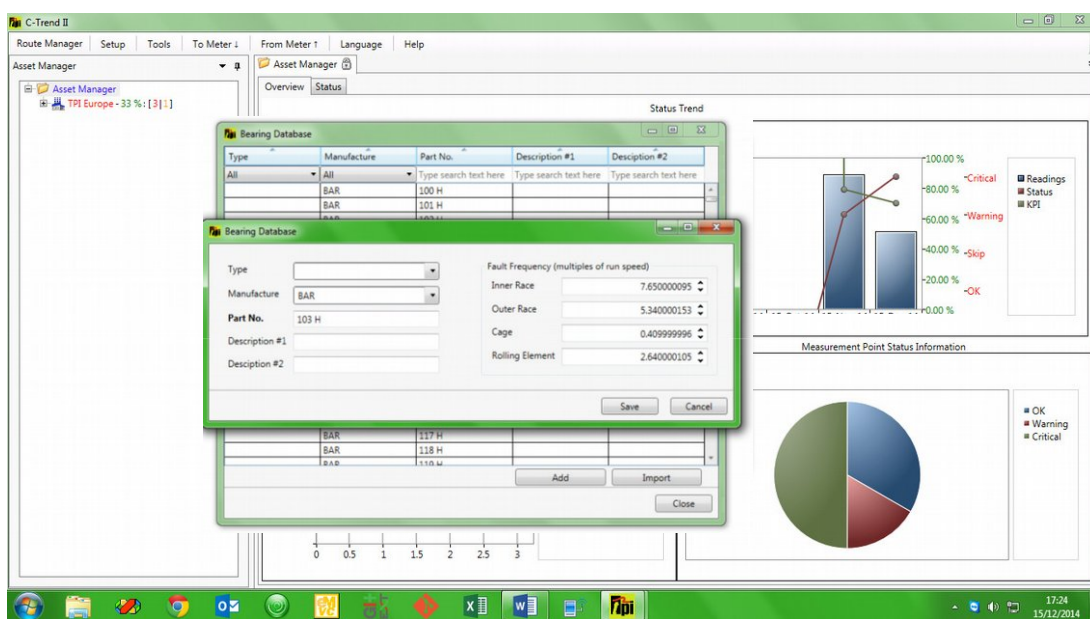 C-Trend II
Route Manager Setup Tools To Meter ↓ From Meter ↑ Language Help
Asset Manager
Asset Manager
Asset Manager
TPI Europe - 33 % : [ 3 | 1 ]
Overview Status
Status Trend
Bearing Database
Type Manufacture Part No. Description #1 Desciption #2
All All Type search text here Type search text here Type search text here
BAR 100 H
BAR 101 H
Bearing Database
Type
Manufacture BAR
Part No. 103 H
Description #1
Desciption #2
Fault Frequency (multiples of run speed)
Inner Race 7.650000095
Outer Race 5.340000153
Cage 0.409999996
Rolling Element 2.640000105
Save Cancel
BAR 117 H
BAR 118 H
BAR 119 H
Add Import
Close
100.00 %
80.00 %
60.00 %
40.00 %
20.00 %
0.00 %
Critical
Warning
Skip
OK
Readings
Status
KPI
Measurement Point Status Information
OK
Warning
Critical
0 0.5 1 1.5 2 2.5 3
tpi
17:24
15/12/2014